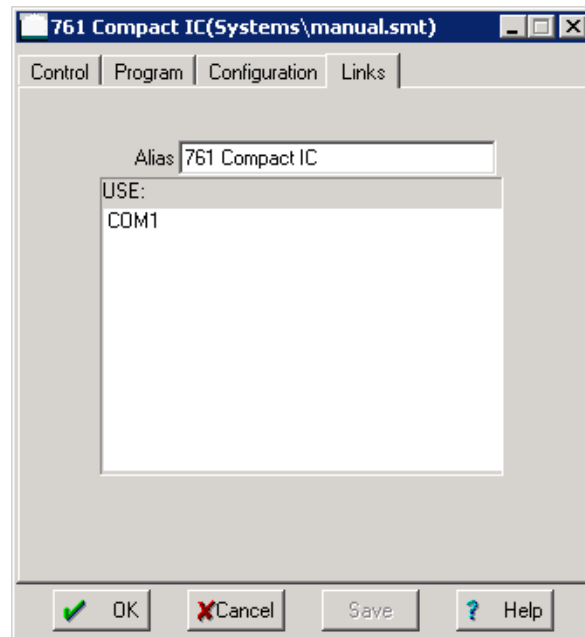 761 Compact IC(Systems\manual.smt)
Control Program Configuration Links
Alias 761 Compact IC
USE:
COM1
OK Cancel Save ? Help